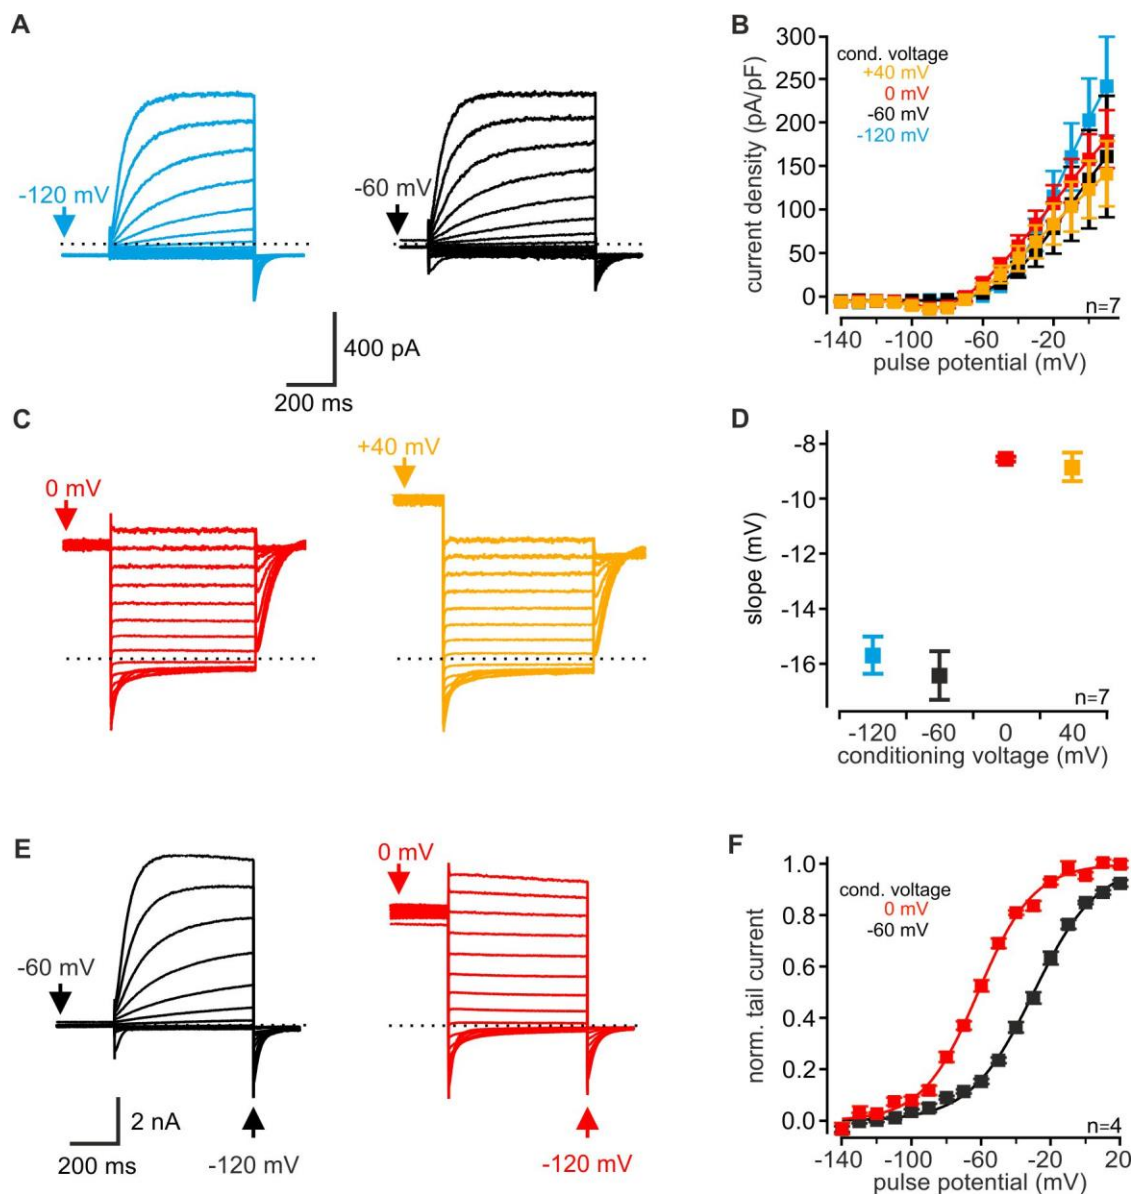 A
-120 mV
-60 mV
400 pA
200 ms
B
cond. voltage
+40 mV
0 mV
-60 mV
-120 mV
current density (pA/pF)
300
250
200
150
100
50
0
n=7
-140 -100 -60 -20
pulse potential (mV)
C
0 mV
+40 mV
D
slope (mV)
-8
-10
-12
-14
-16
n=7
-120 -60 0 40
conditioning voltage (mV)
E
-60 mV
0 mV
2 nA
200 ms
-120 mV
-120 mV
F
cond. voltage
0 mV
-60 mV
norm. tail current
1.0
0.8
0.6
0.4
0.2
0.0
n=4
-140 -100 -60 -20 20
pulse potential (mV)